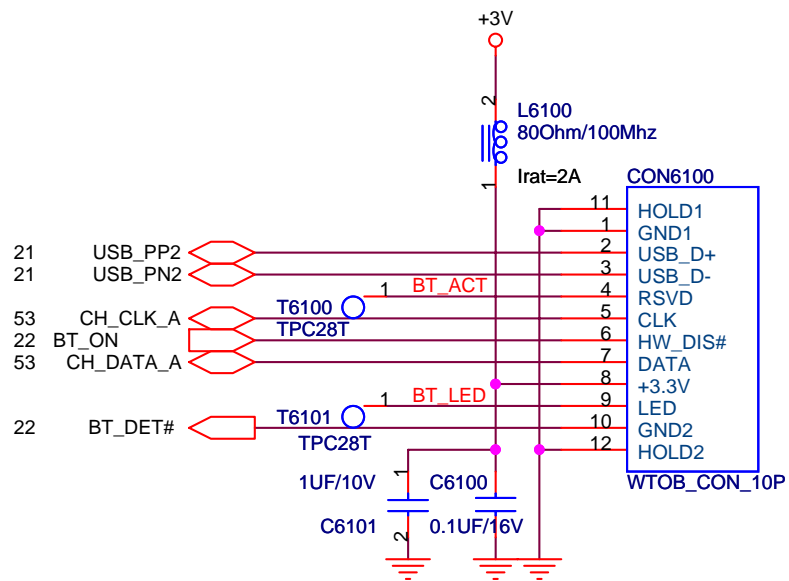 +3V
2
L6100
80Ohm/100Mhz
1
Irat=2A
CON6100
11 HOLD1
1 GND1
21 USB_PP2 2 USB_D+
21 USB_PN2 3 USB_D-
1 BT_ACT 4 RSVD
T6100
53 CH_CLK_A 5 CLK
TPC28T
22 BT_ON 6 HW_DIS#
53 CH_DATA_A 7 DATA
8 +3.3V
1 BT_LED 9 LED
T6101
22 BT_DET# 10 GND2
TPC28T
12 HOLD2
1UF/10V 1 C6100 WTOB_CON_10P
C6101 2 0.1UF/16V